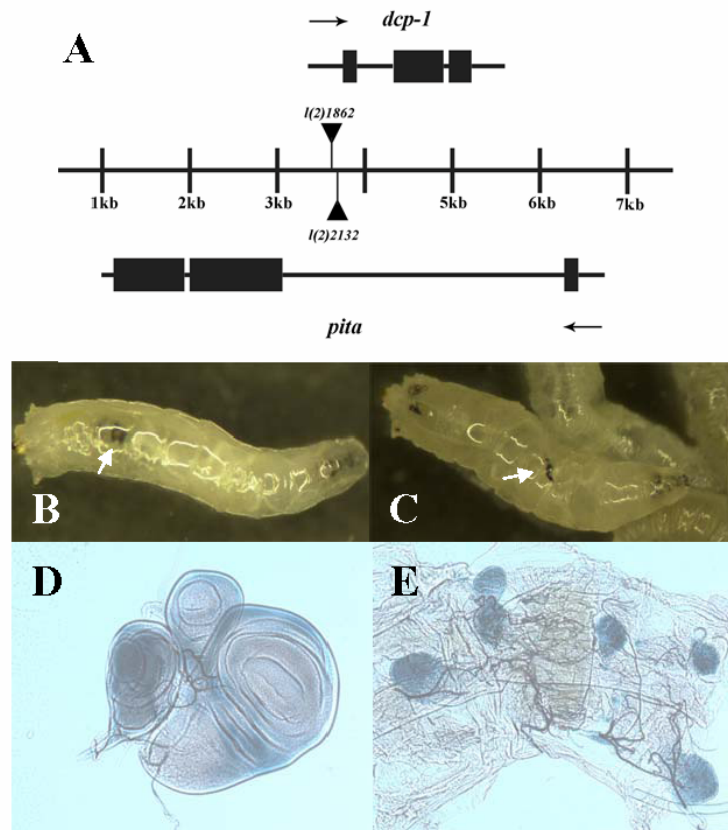 A
dcp-1
l(2)1862
1kb 2kb 3kb 5kb 6kb 7kb
l(2)2132
pita
B C
D E